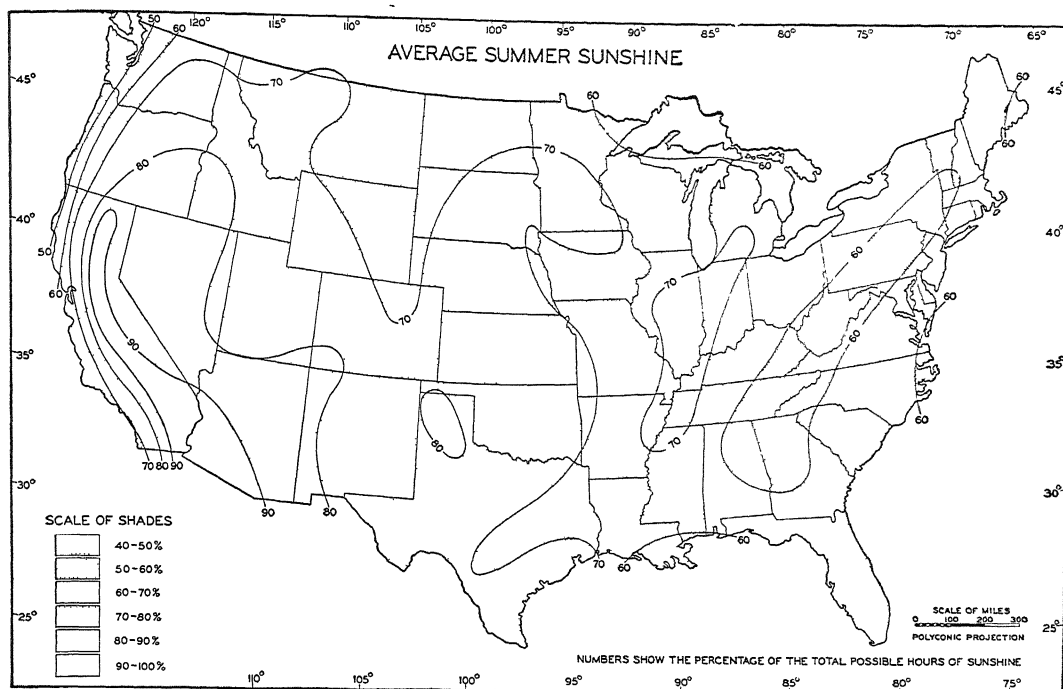 50 60 120° 115° 110° 105° 100° 95° 90° 85° 80° 75° 70° 65°
AVERAGE SUMMER SUNSHINE
45° 70 60 60 45°
60
70 60
80
40° 50 40°
60
60 70
70
60
90 60
35° 35°
60
80 70
30° 70 80 90 30°
90 80
60
70 60
SCALE OF SHADES
40-50%
50-60%
60-70%
70-80%
80-90%
90-100%
25° 25°
SCALE OF MILES
0 100 200 300
POLYCONIC PROJECTION
NUMBERS SHOW THE PERCENTAGE OF THE TOTAL POSSIBLE HOURS OF SUNSHINE
110° 105° 100° 95° 90° 85° 80° 75° 70°